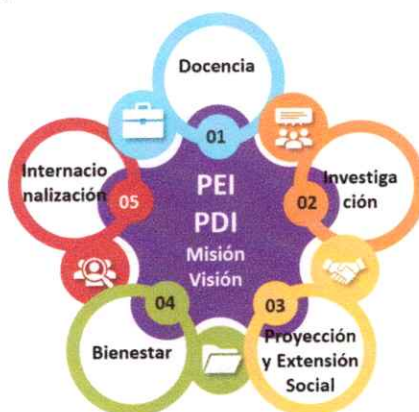 Docencia
01
Internacio
nalización
05
PEI
PDI
Misión
Visión
Investiga
ción
02
04
03
Bienestar
Proyección
y Extensión
Social